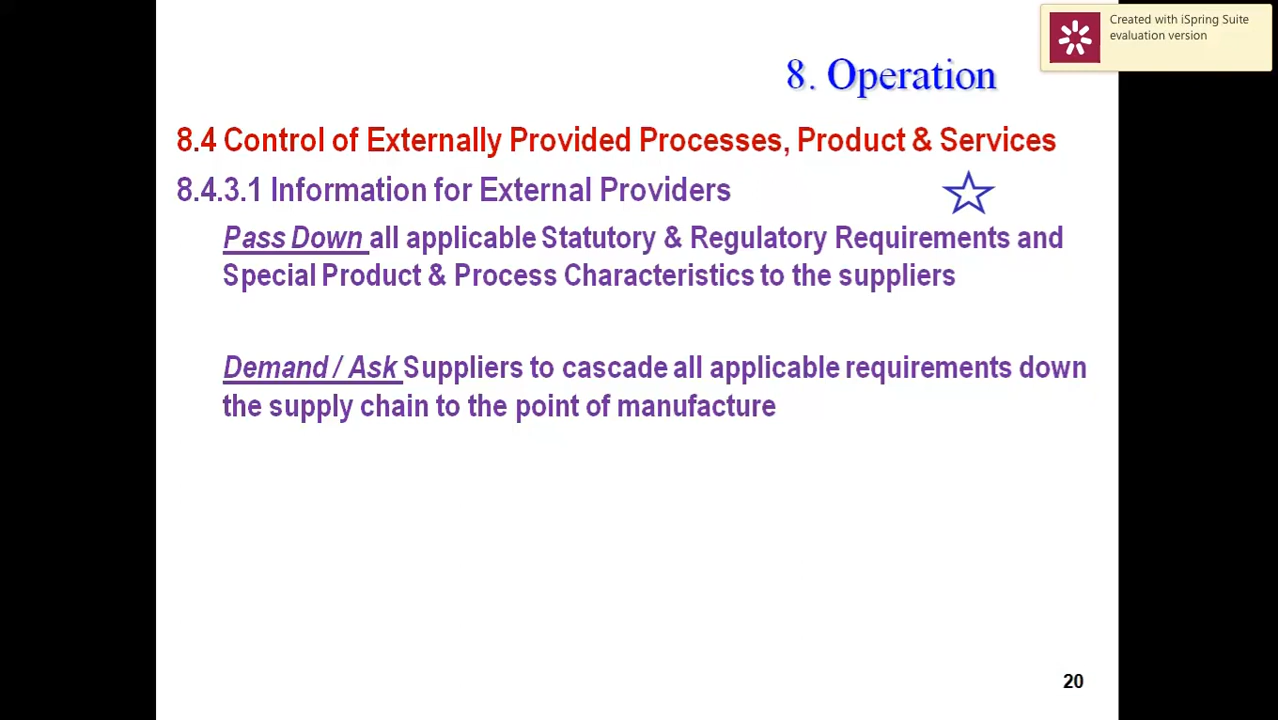 Created with iSpring Suite
evaluation version
8. Operation
8.4 Control of Externally Provided Processes, Product & Services
8.4.3.1 Information for External Providers
Pass Down all applicable Statutory & Regulatory Requirements and
Special Product & Process Characteristics to the suppliers
Demand / Ask Suppliers to cascade all applicable requirements down
the supply chain to the point of manufacture
20